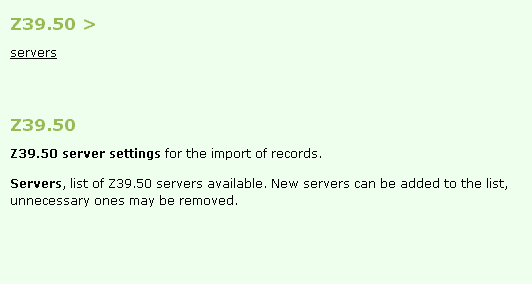 Z39.50 >
servers
Z39.50
Z39.50 server settings for the import of records.
Servers, list of Z39.50 servers available. New servers can be added to the list,
unnecessary ones may be removed.